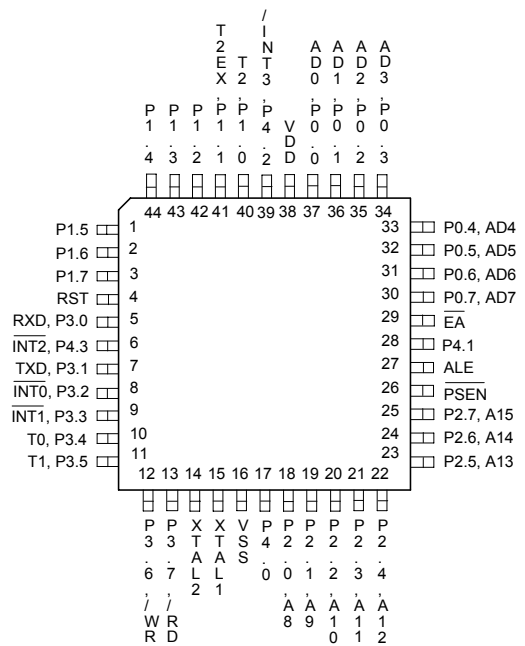 P1.4
P1.3
P1.2
T2EX,P1.1
T2,P1.0
/INT3,P4.2
VDD
AD0,P0.0
AD1,P0.1
AD2,P0.2
AD3,P0.3
44 43 42 41 40 39 38 37 36 35 34
P1.5 1
P1.6 2
P1.7 3
RST 4
RXD, P3.0 5
INT2, P4.3 6
TXD, P3.1 7
INT0, P3.2 8
INT1, P3.3 9
T0, P3.4 10
T1, P3.5 11
33 P0.4, AD4
32 P0.5, AD5
31 P0.6, AD6
30 P0.7, AD7
29 EA
28 P4.1
27 ALE
26 PSEN
25 P2.7, A15
24 P2.6, A14
23 P2.5, A13
12 13 14 15 16 17 18 19 20 21 22
P3.6,/WR
P3.7,/RD
XTAL2
XTAL1
VSS
P4.0
P2.0,A8
P2.1,A9
P2.2,A10
P2.3,A11
P2.4,A12